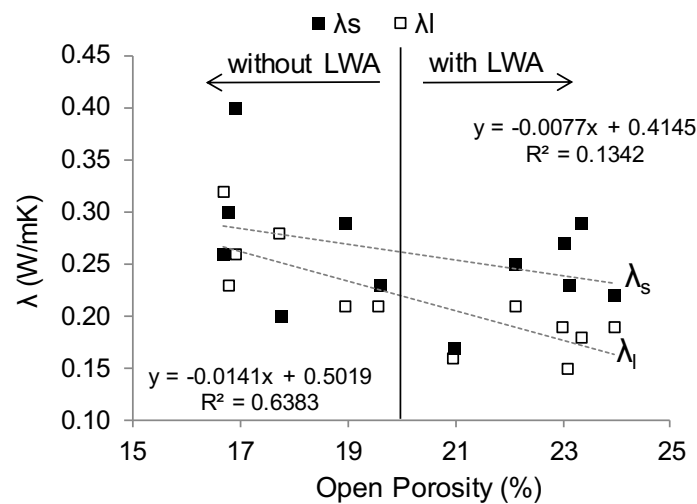 λs λl
without LWA with LWA
y = -0.0077x + 0.4145
R² = 0.1342
λs
λl
y = -0.0141x + 0.5019
R² = 0.6383
λ (W/mK)
0.45
0.40
0.35
0.30
0.25
0.20
0.15
0.10
15 17 19 21 23 25
Open Porosity (%)